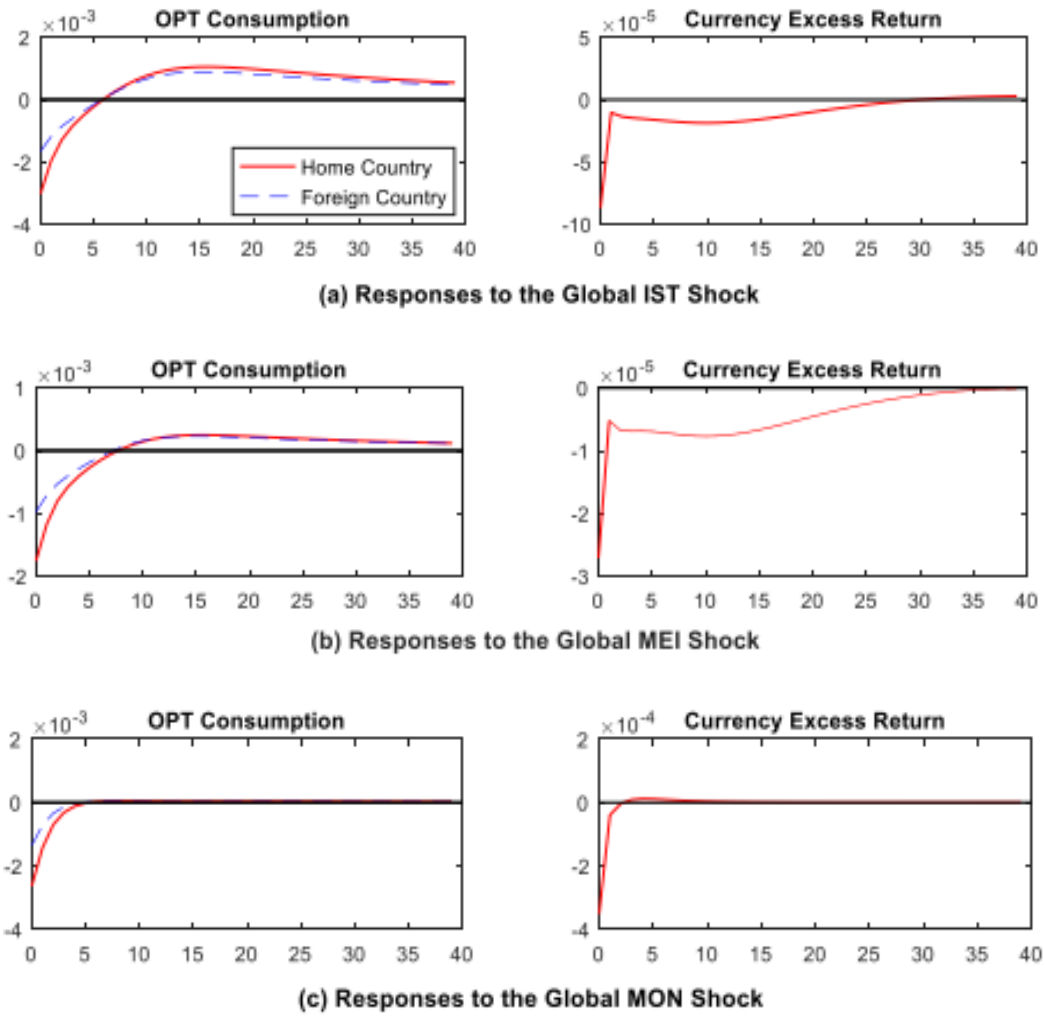 OPT Consumption
Currency Excess Return
×10-3
2
0
-2
-4
0 5 10 15 20 25 30 35 40
Home Country
Foreign Country
×10-5
5
0
-5
-10
0 5 10 15 20 25 30 35 40
(a) Responses to the Global IST Shock
OPT Consumption
Currency Excess Return
×10-3
1
0
-1
-2
0 5 10 15 20 25 30 35 40
×10-5
0
-1
-2
-3
0 5 10 15 20 25 30 35 40
(b) Responses to the Global MEI Shock
OPT Consumption
Currency Excess Return
×10-3
2
0
-2
-4
0 5 10 15 20 25 30 35 40
×10-4
2
0
-2
-4
0 5 10 15 20 25 30 35 40
(c) Responses to the Global MON Shock